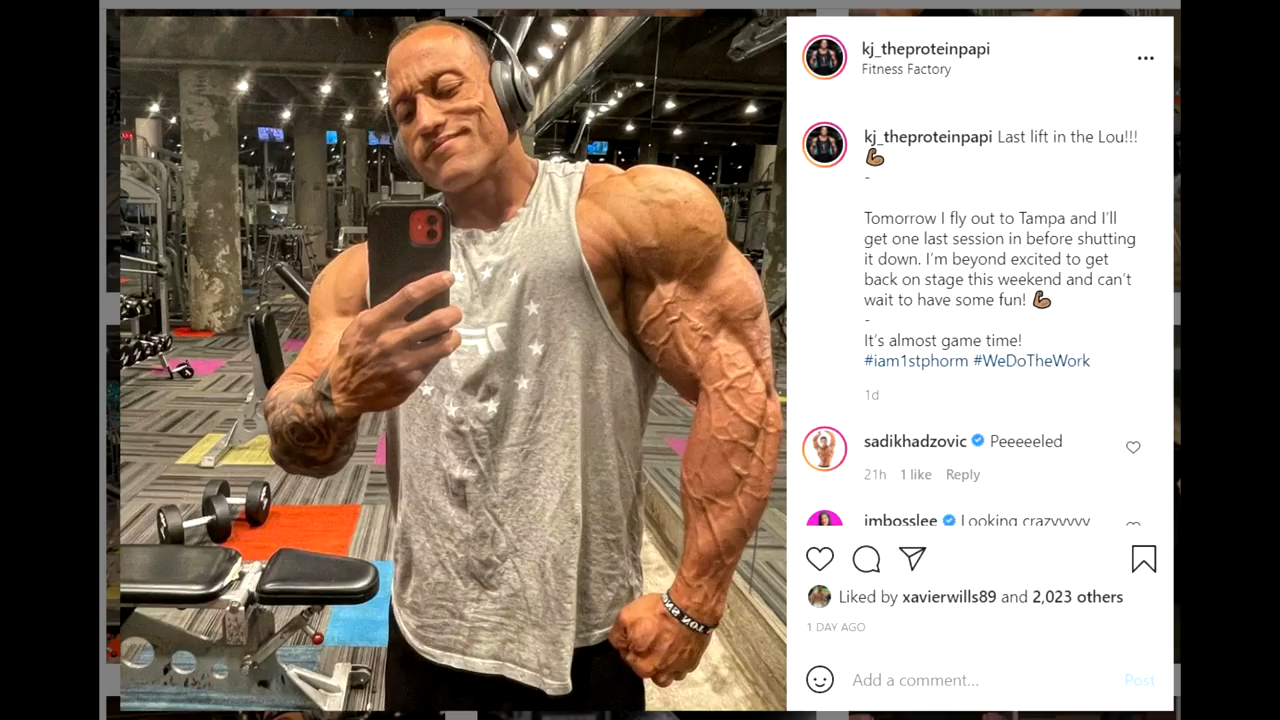 kj_theproteinpapi
Fitness Factory
kj_theproteinpapi Last lift in the Lou!!!
💪🏽
-
Tomorrow I fly out to Tampa and I’ll
get one last session in before shutting
it down. I’m beyond excited to get
back on stage this weekend and can’t
wait to have some fun! 💪🏽
-
It’s almost game time!
#iam1stphorm #WeDoTheWork
1d
sadikhadzovic Peeeeeled
21h 1 like Reply
imbosslee Looking crazyyyyy
Liked by xavierwills89 and 2,023 others
1 DAY AGO
Add a comment... Post